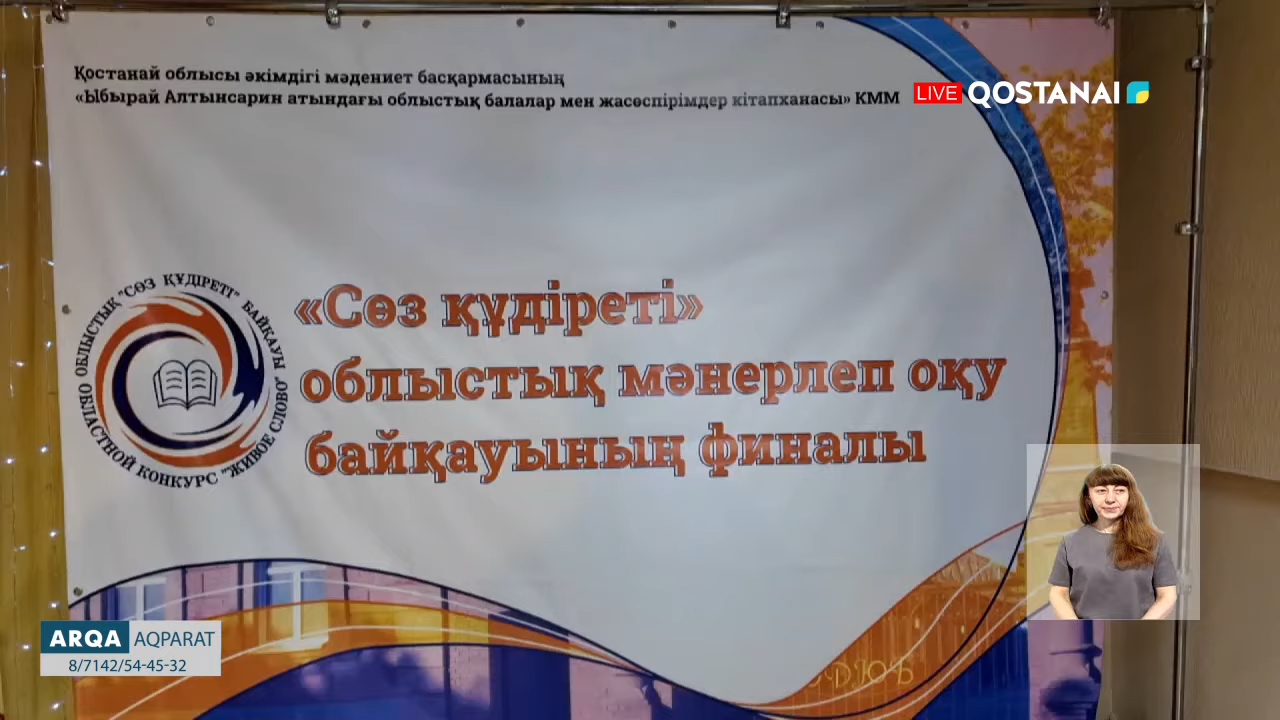 Қостанай облысы әкімдігі мәдениет басқармасының
«Ыбырай Алтынсарин атындағы облыстық балалар мен жасөспірімдер кітапханасы» КММ
LIVE QOSTANAI
ОБЛЫСТЫҚ "СӨЗ ҚҰДІРЕТІ" БАЙҚАУЫ
ОБЛАСТНОЙ КОНКУРС "ЖИВОЕ СЛОВО"
«Сөз құдіреті»
облыстық мәнерлеп оқу
байқауының финалы
ARQA AQPARAT
8/7142/54-45-32